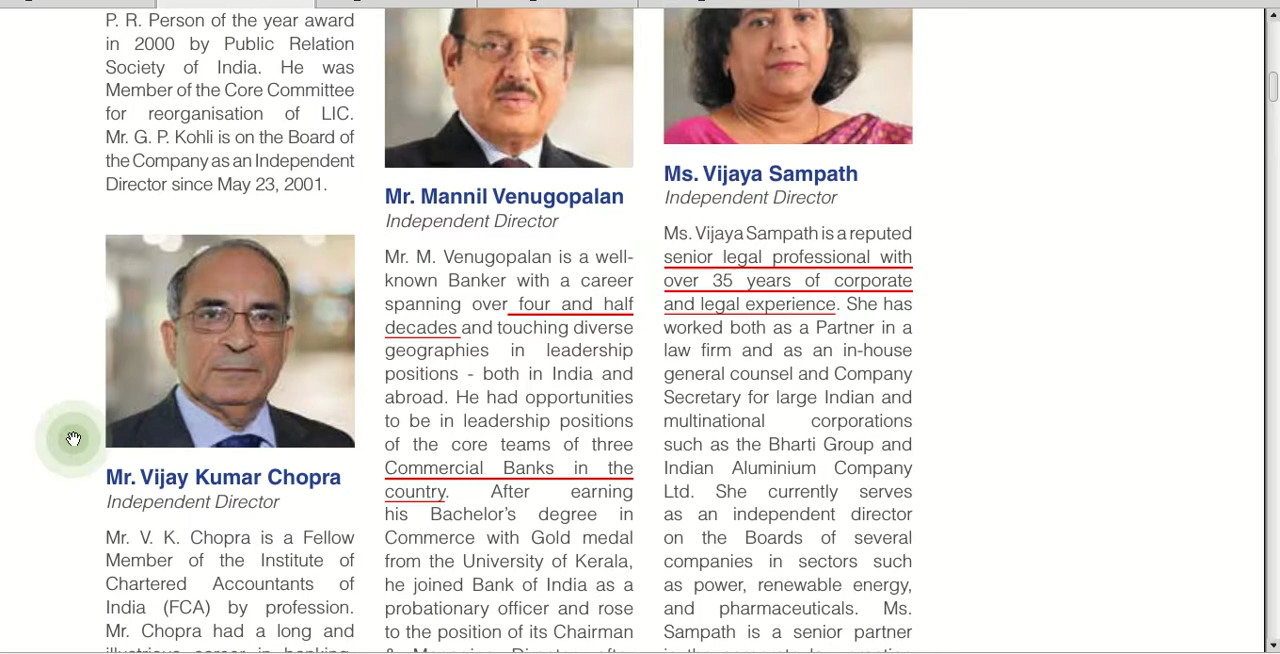 P. R. Person of the year award
in 2000 by Public Relation
Society of India. He was
Member of the Core Committee
for reorganisation of LIC.
Mr. G. P. Kohli is on the Board of
the Company as an Independent
Director since May 23, 2001.
Mr. Vijay Kumar Chopra
Independent Director
Mr. V. K. Chopra is a Fellow
Member of the Institute of
Chartered Accountants of
India (FCA) by profession.
Mr. Chopra had a long and
illustrious career in banking,
Mr. Mannil Venugopalan
Independent Director
Mr. M. Venugopalan is a well-
known Banker with a career
spanning over four and half
decades and touching diverse
geographies in leadership
positions - both in India and
abroad. He had opportunities
to be in leadership positions
of the core teams of three
Commercial Banks in the
country. After earning
his Bachelor's degree in
Commerce with Gold medal
from the University of Kerala,
he joined Bank of India as a
probationary officer and rose
to the position of its Chairman
& Managing Director after
Ms. Vijaya Sampath
Independent Director
Ms. Vijaya Sampath is a reputed
senior legal professional with
over 35 years of corporate
and legal experience. She has
worked both as a Partner in a
law firm and as an in-house
general counsel and Company
Secretary for large Indian and
multinational corporations
such as the Bharti Group and
Indian Aluminium Company
Ltd. She currently serves
as an independent director
on the Boards of several
companies in sectors such
as power, renewable energy,
and pharmaceuticals. Ms.
Sampath is a senior partner